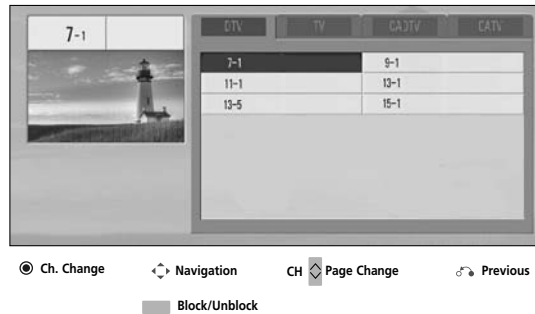 7-1
DTV TV CADTV CATV
7-1 9-1
11-1 13-1
13-5 15-1
Ch. Change Navigation CH Page Change Previous
Block/Unblock